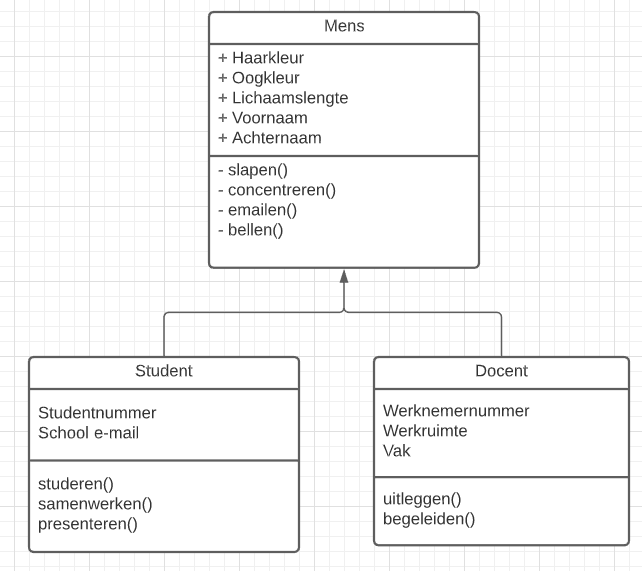 Mens
+ Haarkleur
+ Oogkleur
+ Lichaamslengte
+ Voornaam
+ Achternaam
- slapen()
- concentreren()
- emailen()
- bellen()
Student
Studentnummer
School e-mail
studeren()
samenwerken()
presenteren()
Docent
Werknemernummer
Werkruimte
Vak
uitleggen()
begeleiden()